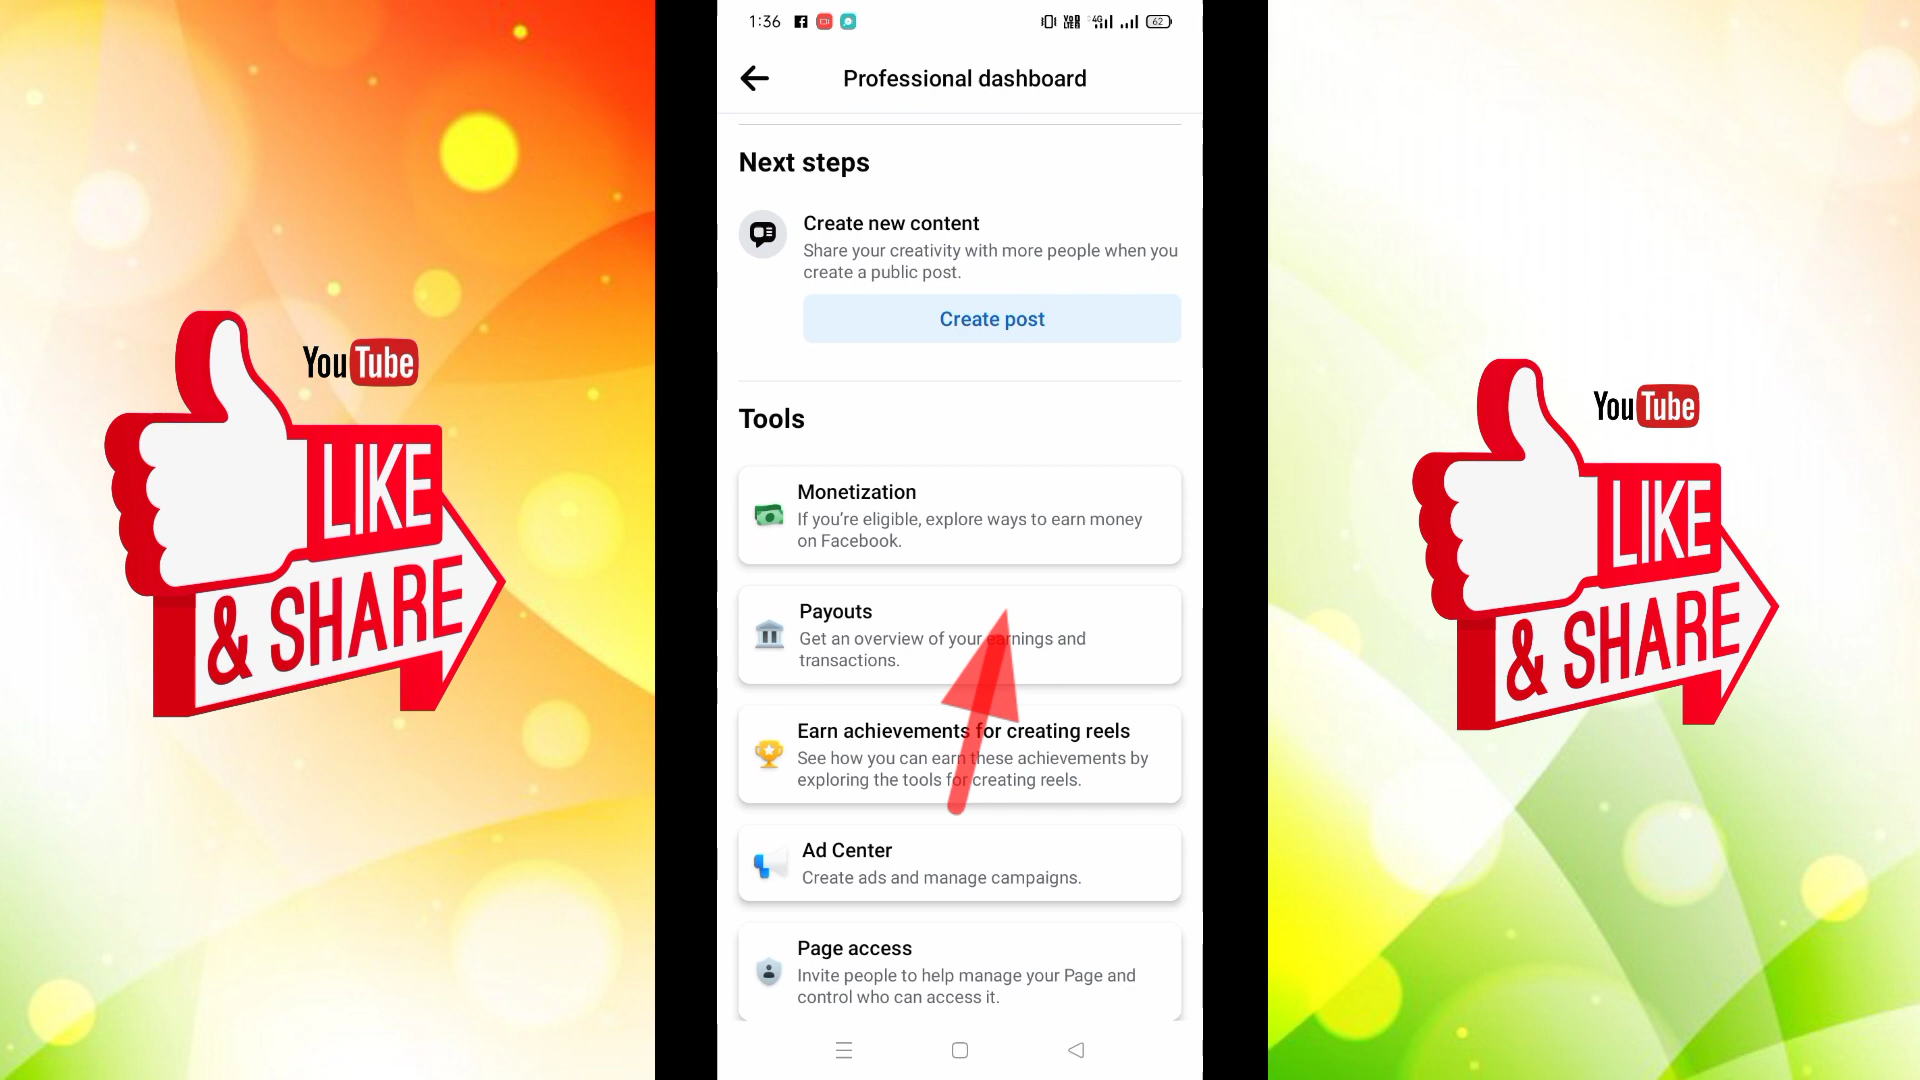 1:36
62
Professional dashboard
Next steps
Create new content
Share your creativity with more people when you
create a public post.
Create post
Tools
Monetization
If you’re eligible, explore ways to earn money
on Facebook.
Payouts
Get an overview of your earnings and
transactions.
Earn achievements for creating reels
See how you can earn these achievements by
exploring the tools for creating reels.
Ad Center
Create ads and manage campaigns.
Page access
Invite people to help manage your Page and
control who can access it.
YouTube
LIKE
& SHARE
YouTube
LIKE
& SHARE